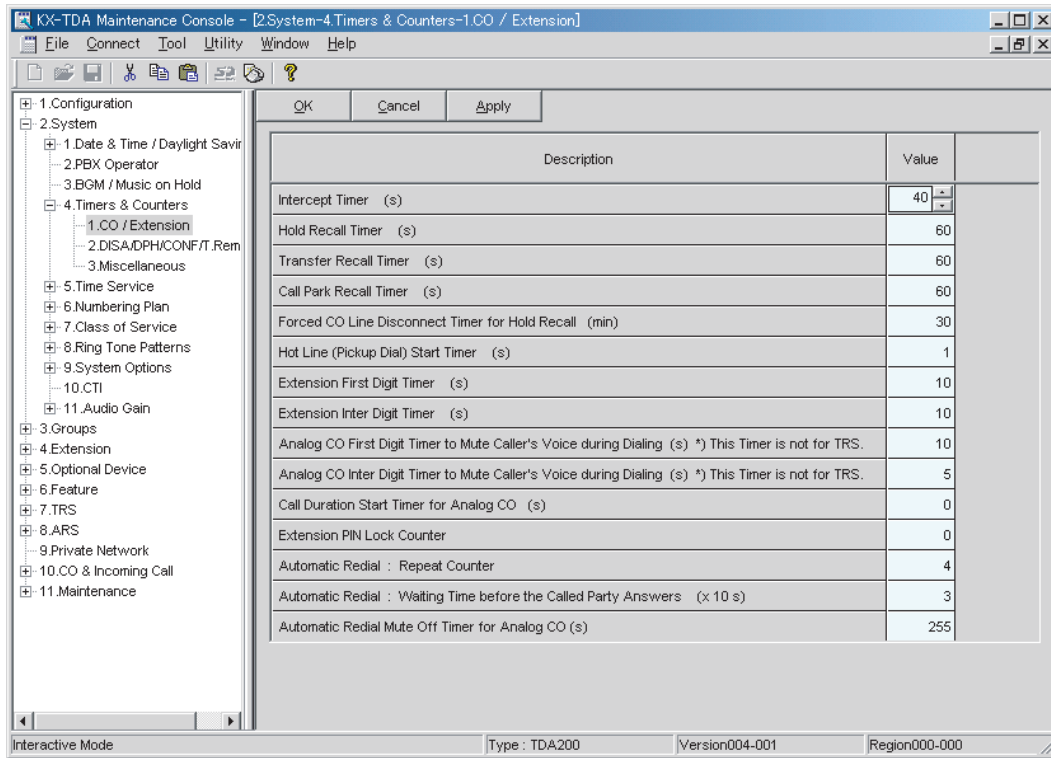 KX-TDA Maintenance Console - [2.System-4.Timers & Counters-1.CO / Extension]
File Connect Tool Utility Window Help
1.Configuration
2.System
1.Date & Time / Daylight Savir
2.PBX Operator
3.BGM / Music on Hold
4.Timers & Counters
1.CO / Extension
2.DISA/DPH/CONF/T.Rem
3.Miscellaneous
5.Time Service
6.Numbering Plan
7.Class of Service
8.Ring Tone Patterns
9.System Options
10.CTI
11.Audio Gain
3.Groups
4.Extension
5.Optional Device
6.Feature
7.TRS
8.ARS
9.Private Network
10.CO & Incoming Call
11.Maintenance
OK Cancel Apply
Description Value
Intercept Timer (s) 40
Hold Recall Timer (s) 60
Transfer Recall Timer (s) 60
Call Park Recall Timer (s) 60
Forced CO Line Disconnect Timer for Hold Recall (min) 30
Hot Line (Pickup Dial) Start Timer (s) 1
Extension First Digit Timer (s) 10
Extension Inter Digit Timer (s) 10
Analog CO First Digit Timer to Mute Caller's Voice during Dialing (s) *) This Timer is not for TRS. 10
Analog CO Inter Digit Timer to Mute Caller's Voice during Dialing (s) *) This Timer is not for TRS. 5
Call Duration Start Timer for Analog CO (s) 0
Extension PIN Lock Counter 0
Automatic Redial : Repeat Counter 4
Automatic Redial : Waiting Time before the Called Party Answers (x 10 s) 3
Automatic Redial Mute Off Timer for Analog CO (s) 255
Interactive Mode Type : TDA200 Version004-001 Region000-000